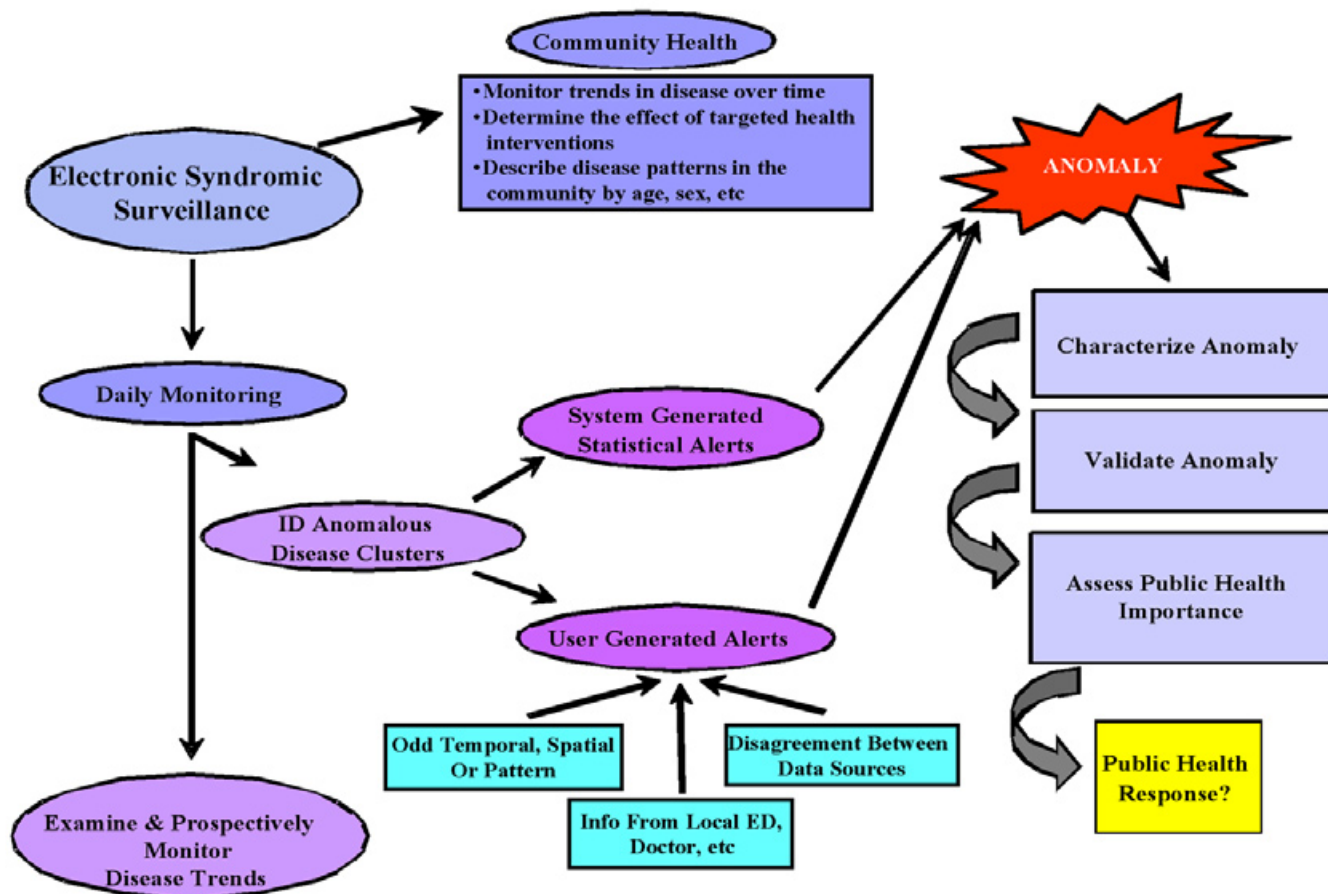 Community Health
•Monitor trends in disease over time
•Determine the effect of targeted health
interventions
•Describe disease patterns in the
community by age, sex, etc
Electronic Syndromic
Surveillance
ANOMALY
Daily Monitoring
System Generated
Statistical Alerts
ID Anomalous
Disease Clusters
User Generated Alerts
Odd Temporal, Spatial
Or Pattern
Disagreement Between
Data Sources
Info From Local ED,
Doctor, etc
Examine & Prospectively
Monitor
Disease Trends
Characterize Anomaly
Validate Anomaly
Assess Public Health
Importance
Public Health
Response?